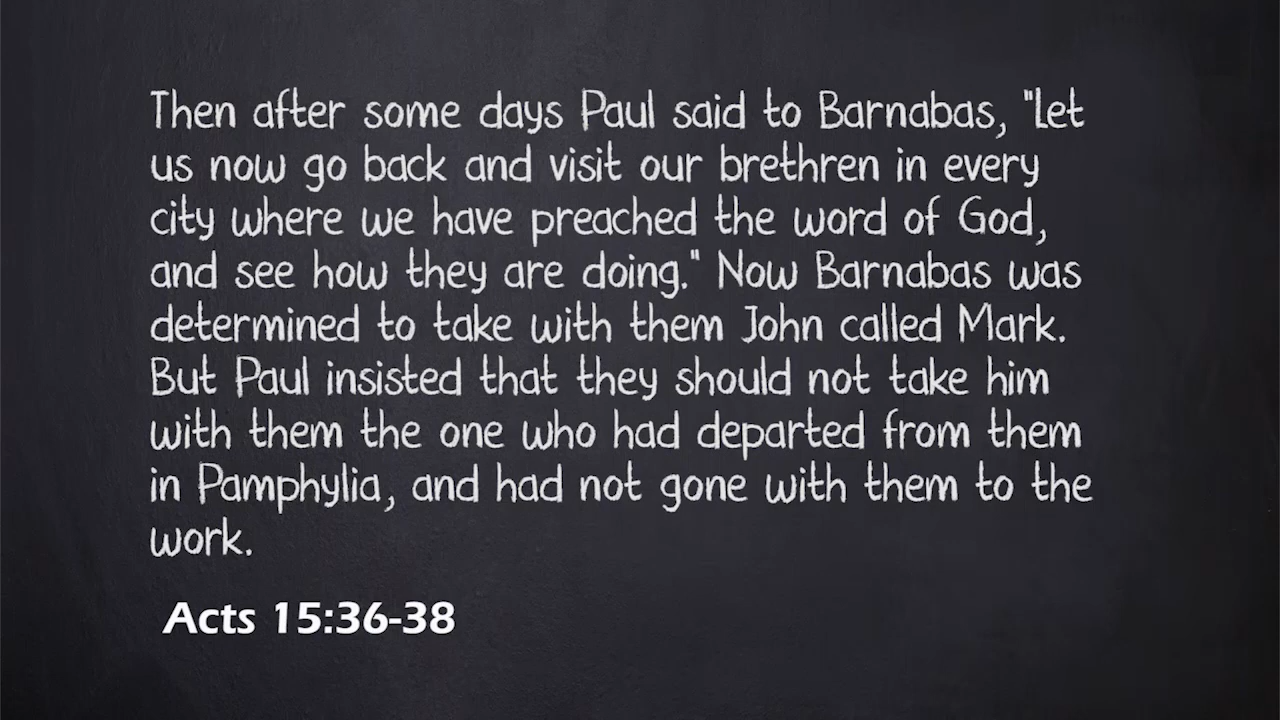 Then after some days Paul said to Barnabas, "Let
us now go back and visit our brethren in every
city where we have preached the word of God,
and see how they are doing." Now Barnabas was
determined to take with them John called Mark.
But Paul insisted that they should not take him
with them the one who had departed from them
in Pamphylia, and had not gone with them to the
work.
Acts 15:36-38